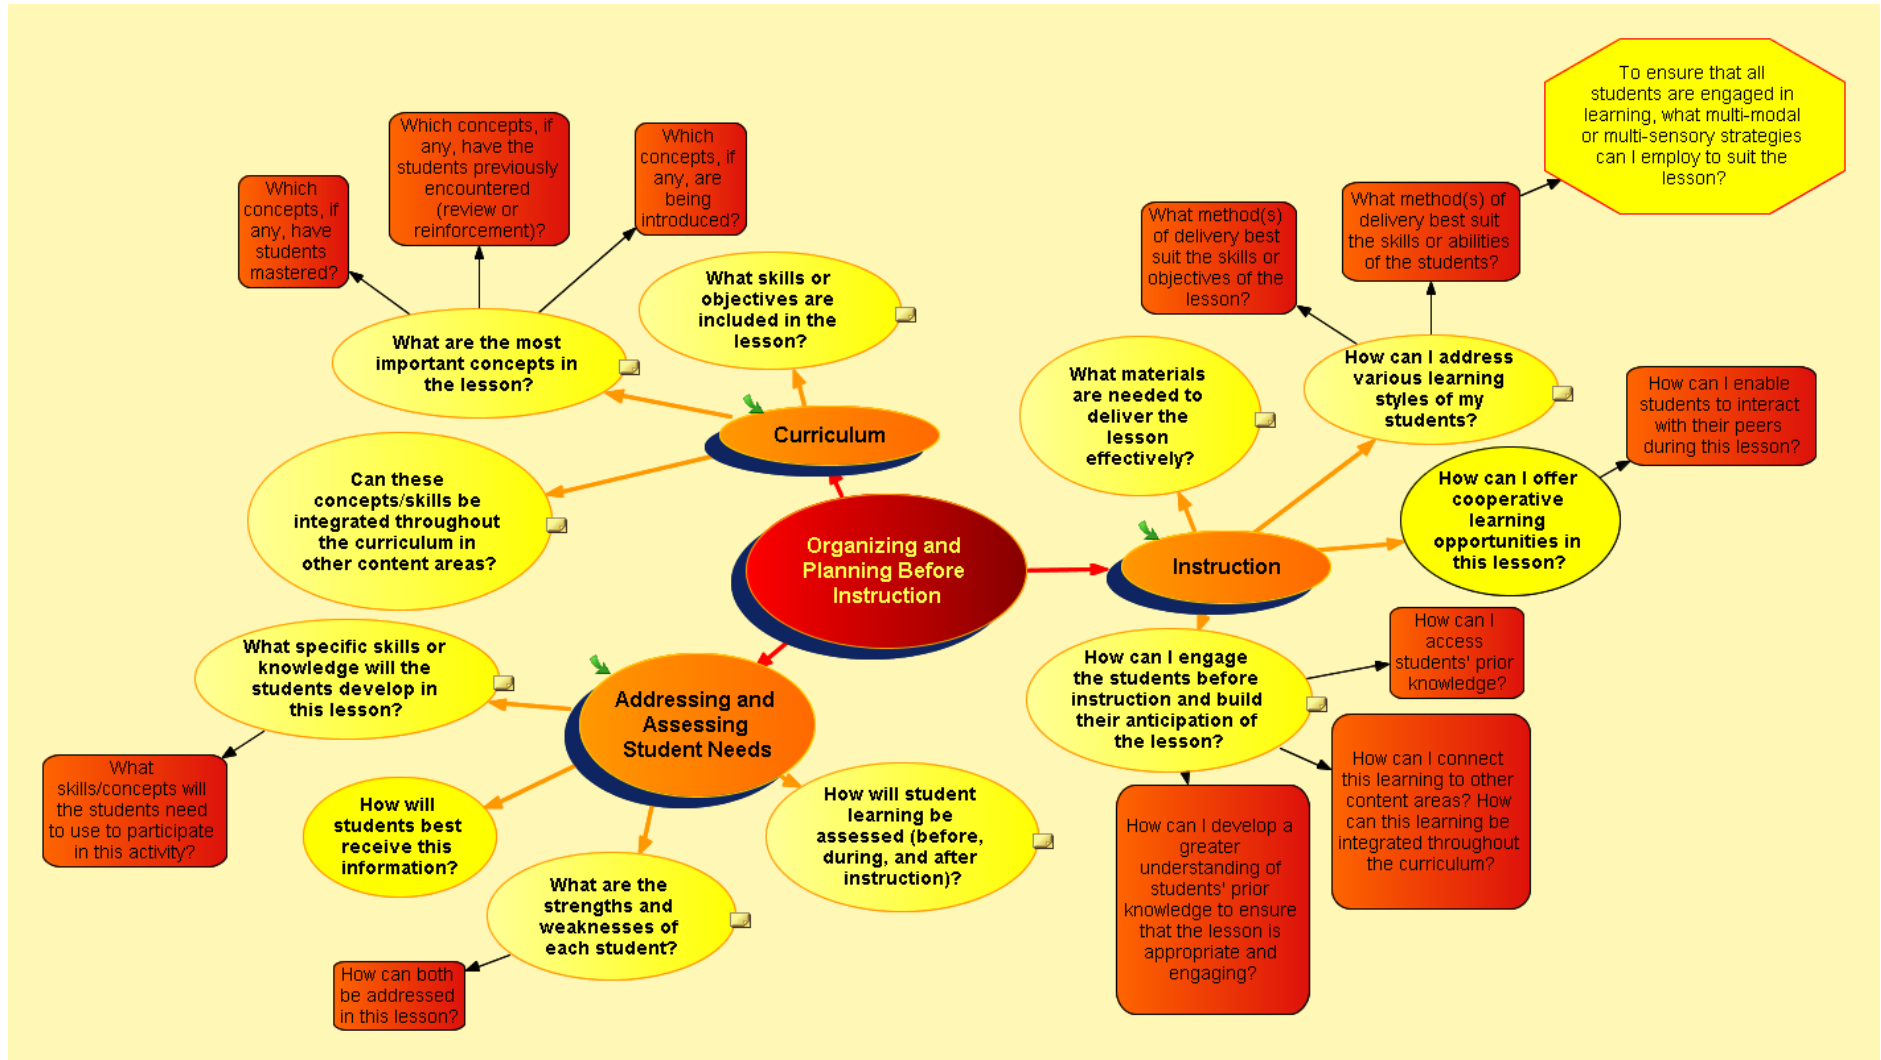 To ensure that all
students are engaged in
learning, what multi-modal
or multi-sensory strategies
can I employ to suit the
lesson?
Which concepts, if
any, have the
students previously
encountered
(review or
reinforcement)?
Which
concepts, if
any, are
being
introduced?
Which
concepts, if
any, have
students
mastered?
What method(s)
of delivery best
suit the skills or
objectives of the
lesson?
What method(s) of
delivery best suit
the skills or abilities
of the students?
What skills or
objectives are
included in the
lesson?
What are the most
important concepts in
the lesson?
What materials
are needed to
deliver the
lesson
effectively?
How can I address
various learning
styles of my
students?
How can I enable
students to interact
with their peers
during this lesson?
Curriculum
Can these
concepts/skills be
integrated throughout
the curriculum in
other content areas?
How can I offer
cooperative
learning
opportunities in
this lesson?
Organizing and
Planning Before
Instruction
Instruction
What specific skills or
knowledge will the
students develop in
this lesson?
Addressing and
Assessing
Student Needs
How can I engage
the students before
instruction and build
their anticipation of
the lesson?
How can I
access
students' prior
knowledge?
What
skills/concepts will
the students need
to use to participate
in this activity?
How will
students best
receive this
information?
How will student
learning be
assessed (before,
during, and after
instruction)?
How can I connect
this learning to other
content areas? How
can this learning be
integrated throughout
the curriculum?
What are the
strengths and
weaknesses of
each student?
How can I develop a
greater
understanding of
students' prior
knowledge to ensure
that the lesson is
appropriate and
engaging?
How can both
be addressed
in this lesson?